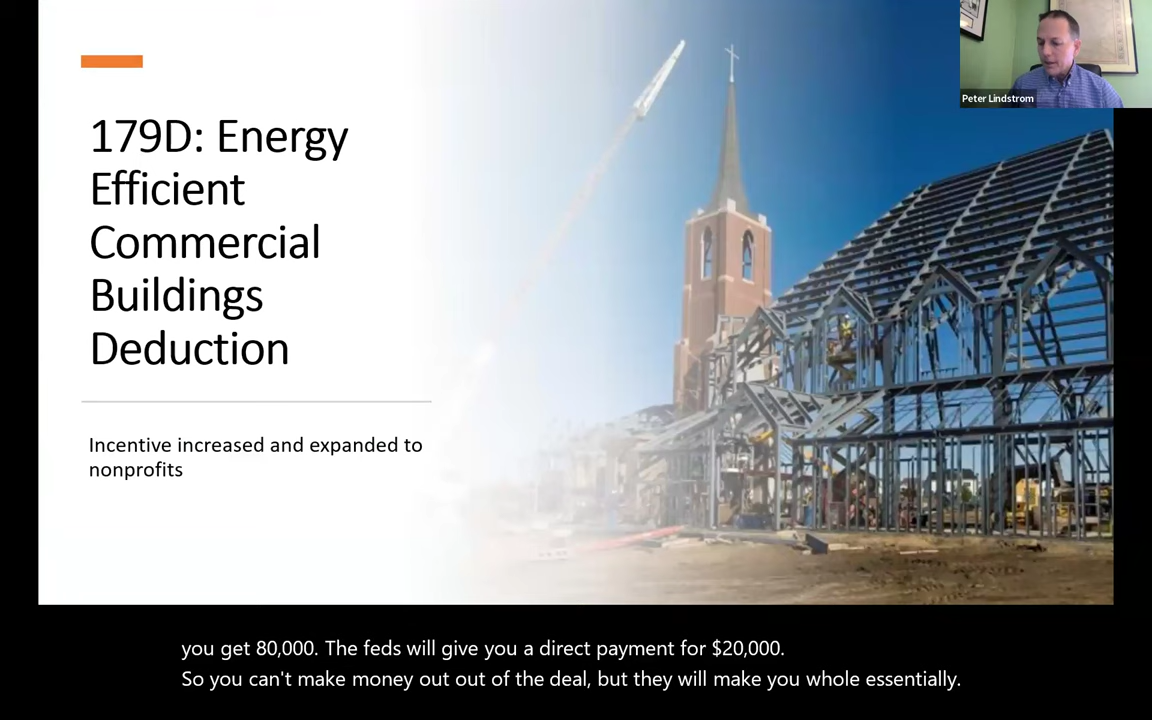 Peter Lindstrom
179D: Energy
Efficient
Commercial
Buildings
Deduction
Incentive increased and expanded to
nonprofits
you get 80,000. The feds will give you a direct payment for $20,000.
So you can't make money out out of the deal, but they will make you whole essentially.